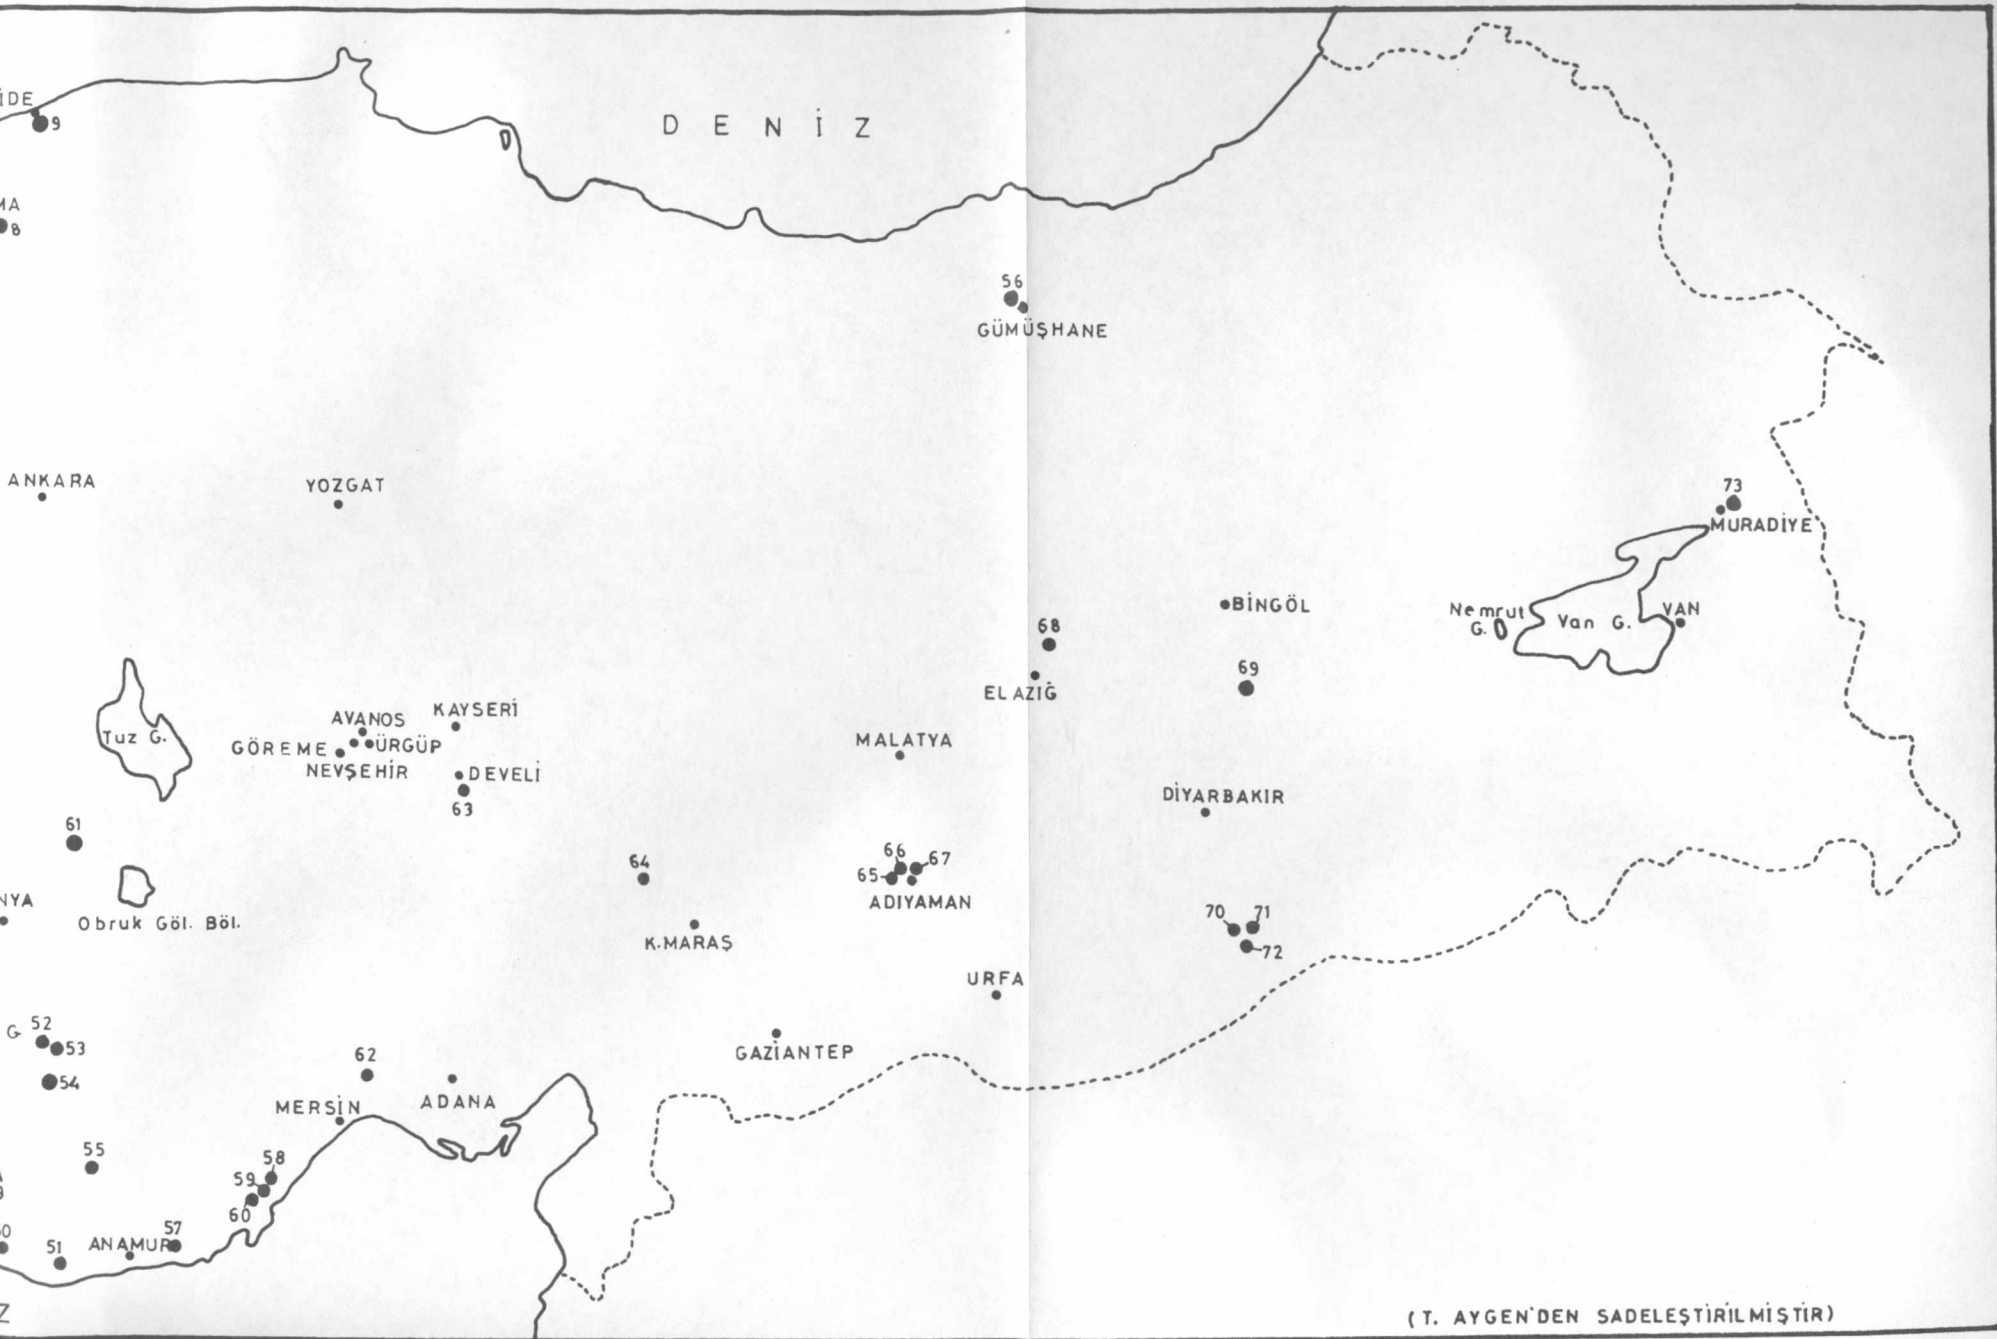 DENİZ
İDE
9
MA
8
56
GÜMÜŞHANE
ANKARA
YOZGAT
73
MURADİYE
BİNGÖL
Nemrut
G.
Van G.
VAN
68
ELAZIĞ
69
Tuz G.
AVANOS
KAYSERİ
GÖREME
ÜRGÜP
NEVŞEHİR
DEVELİ
63
MALATYA
DİYARBAKIR
61
64
66
67
65
ADIYAMAN
NYA
Obruk Göl. Böl.
K.MARAŞ
70
71
72
URFA
G
52
53
54
62
GAZİANTEP
MERSİN
ADANA
55
58
59
60
57
ANAMUR
51
Z
(T. AYGEN'DEN SADELEŞTİRİLMİŞTİR)